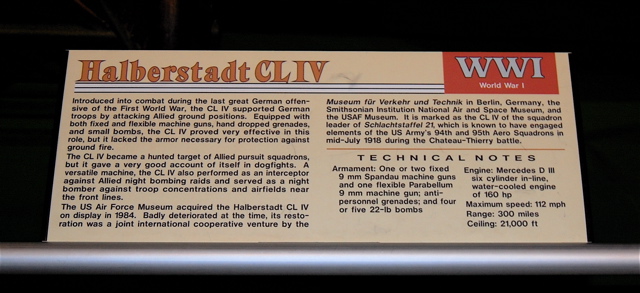 Halberstadt CL IV
WWI
World War I
Introduced into combat during the last great German offen-
sive of the First World War, the CL IV supported German
troops by attacking Allied ground positions. Equipped with
both fixed and flexible machine guns, hand dropped grenades,
and small bombs, the CL IV proved very effective in this
role, but it lacked the armor necessary for protection against
ground fire.
The CL IV became a hunted target of Allied pursuit squadrons,
but it gave a very good account of itself in dogfights. A
versatile machine, the CL IV also performed as an interceptor
against Allied night bombing raids and served as a night
bomber against troop concentrations and airfields near
the front lines.
The US Air Force Museum acquired the Halberstadt CL IV
on display in 1984. Badly deteriorated at the time, its resto-
ration was a joint international cooperative venture by the
Museum für Verkehr und Technik in Berlin, Germany, the
Smithsonian Institution National Air and Space Museum, and
the USAF Museum. It is marked as the CL IV of the squadron
leader of Schlachtstaffel 21, which is known to have engaged
elements of the US Army's 94th and 95th Aero Squadrons in
mid-July 1918 during the Chateau-Thierry battle.
TECHNICAL NOTES
Armament: One or two fixed
9 mm Spandau machine guns
and one flexible Parabellum
9 mm machine gun; anti-
personnel grenades; and four
or five 22-lb bombs
Engine: Mercedes D III
six cylinder in-line,
water-cooled engine
of 160 hp
Maximum speed: 112 mph
Range: 300 miles
Ceiling: 21,000 ft